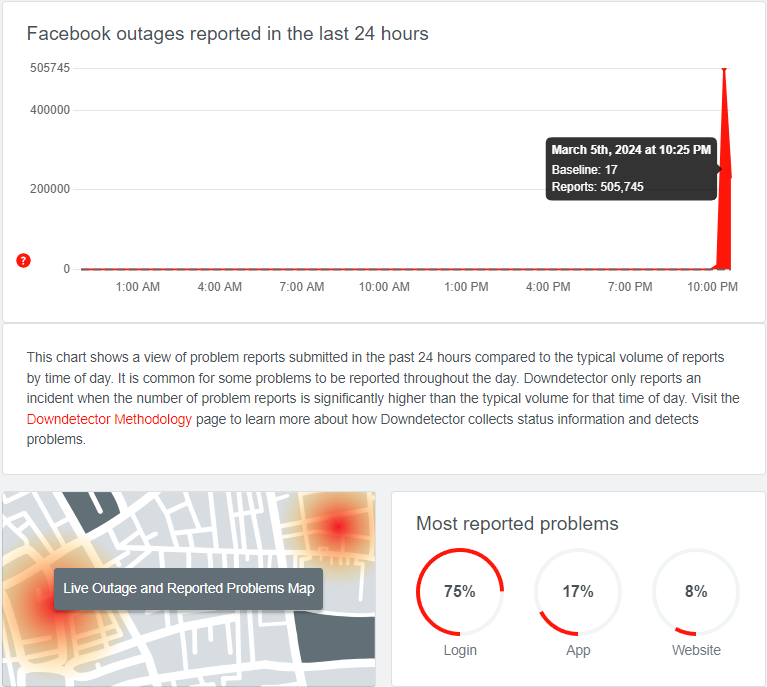 Facebook outages reported in the last 24 hours
505745
400000
March 5th, 2024 at 10:25 PM
Baseline: 17
Reports: 505,745
200000
?
0
1:00 AM 4:00 AM 7:00 AM 10:00 AM 1:00 PM 4:00 PM 7:00 PM 10:00 PM
This chart shows a view of problem reports submitted in the past 24 hours compared to the typical volume of reports
by time of day. It is common for some problems to be reported throughout the day. Downdetector only reports an
incident when the number of problem reports is significantly higher than the typical volume for that time of day. Visit the
Downdetector Methodology page to learn more about how Downdetector collects status information and detects
problems.
Live Outage and Reported Problems Map
Most reported problems
75% 17% 8%
Login App Website